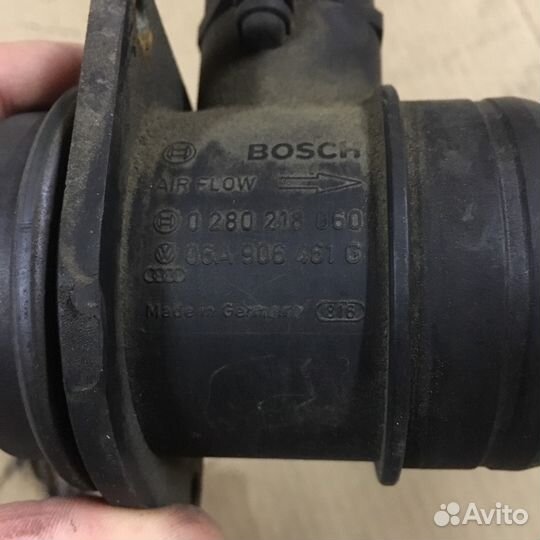 BOSCH
AIR FLOW
0 280 218 060
06A 906 461 G
Made in Germany 816
Avito